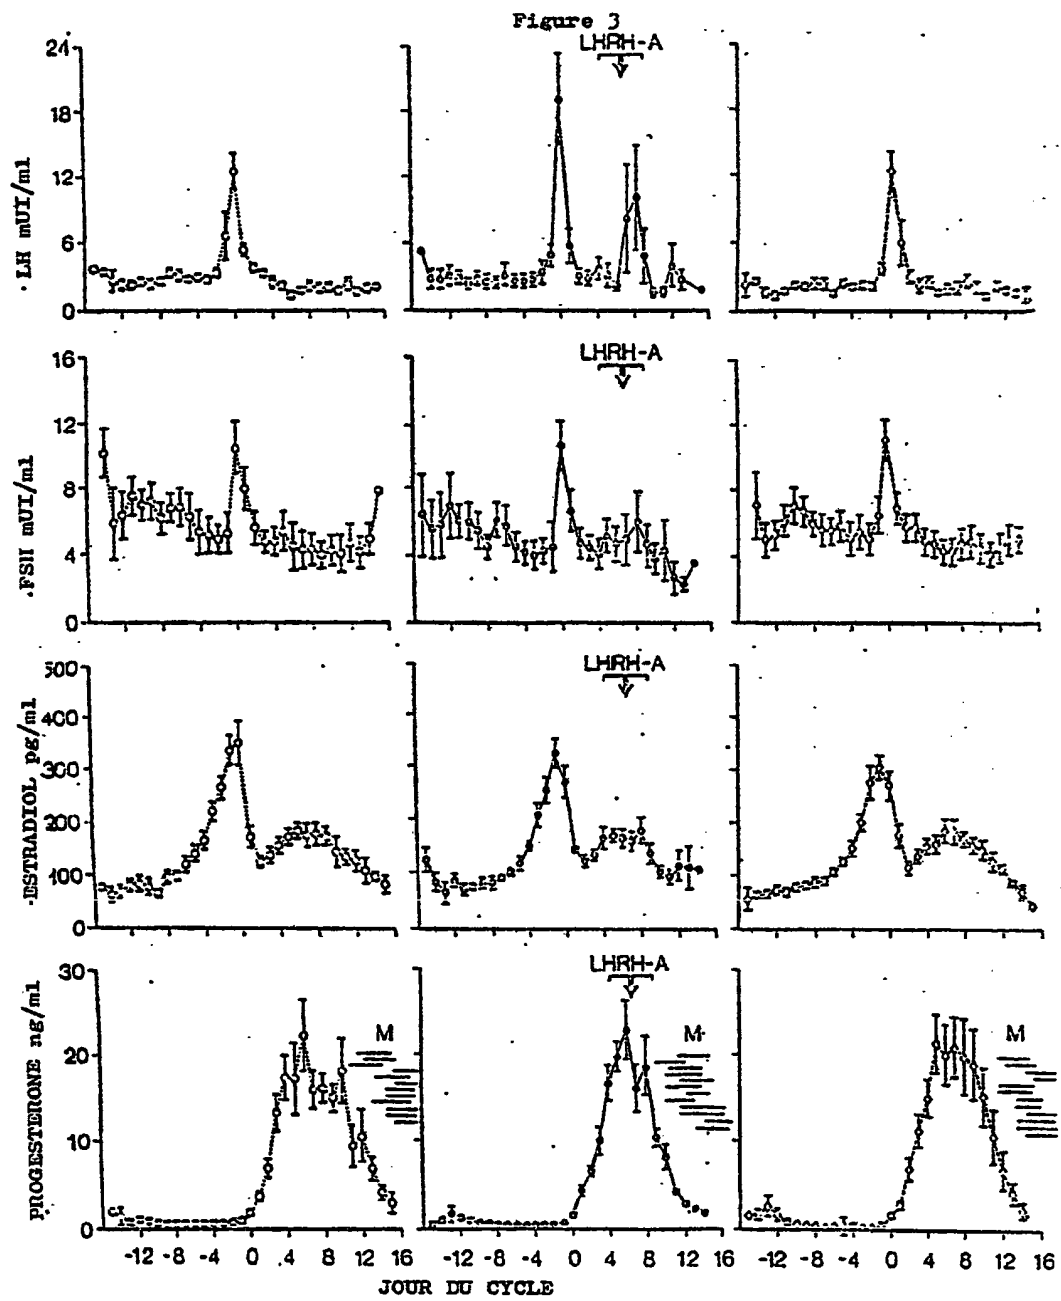 Figure 3
LHRH-A
24
18
12
6
0
LH mUI/ml
LHRH-A
16
12
8
4
0
FSH mUI/ml
LHRH-A
500
400
300
200
100
0
ESTRADIOL pg/ml
LHRH-A
30
20
10
0
PROGESTERONE ng/ml
M
M
M
-12 -8 -4 0 4 8 12 16
-12 -8 -4 0 4 8 12 16
-12 -8 -4 0 4 8 12 16
JOUR DU CYCLE